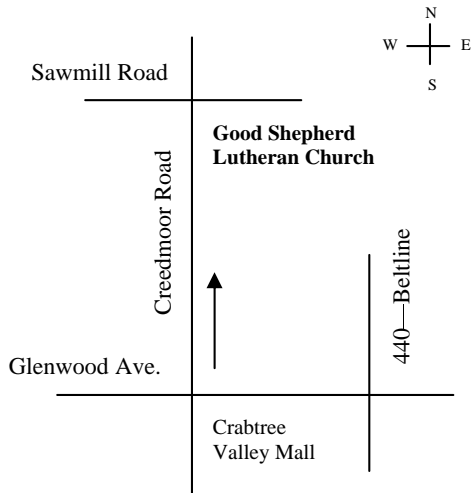 N
W E
S
Sawmill Road
Good Shepherd
Lutheran Church
Creedmoor Road
440—Beltline
Glenwood Ave.
Crabtree
Valley Mall